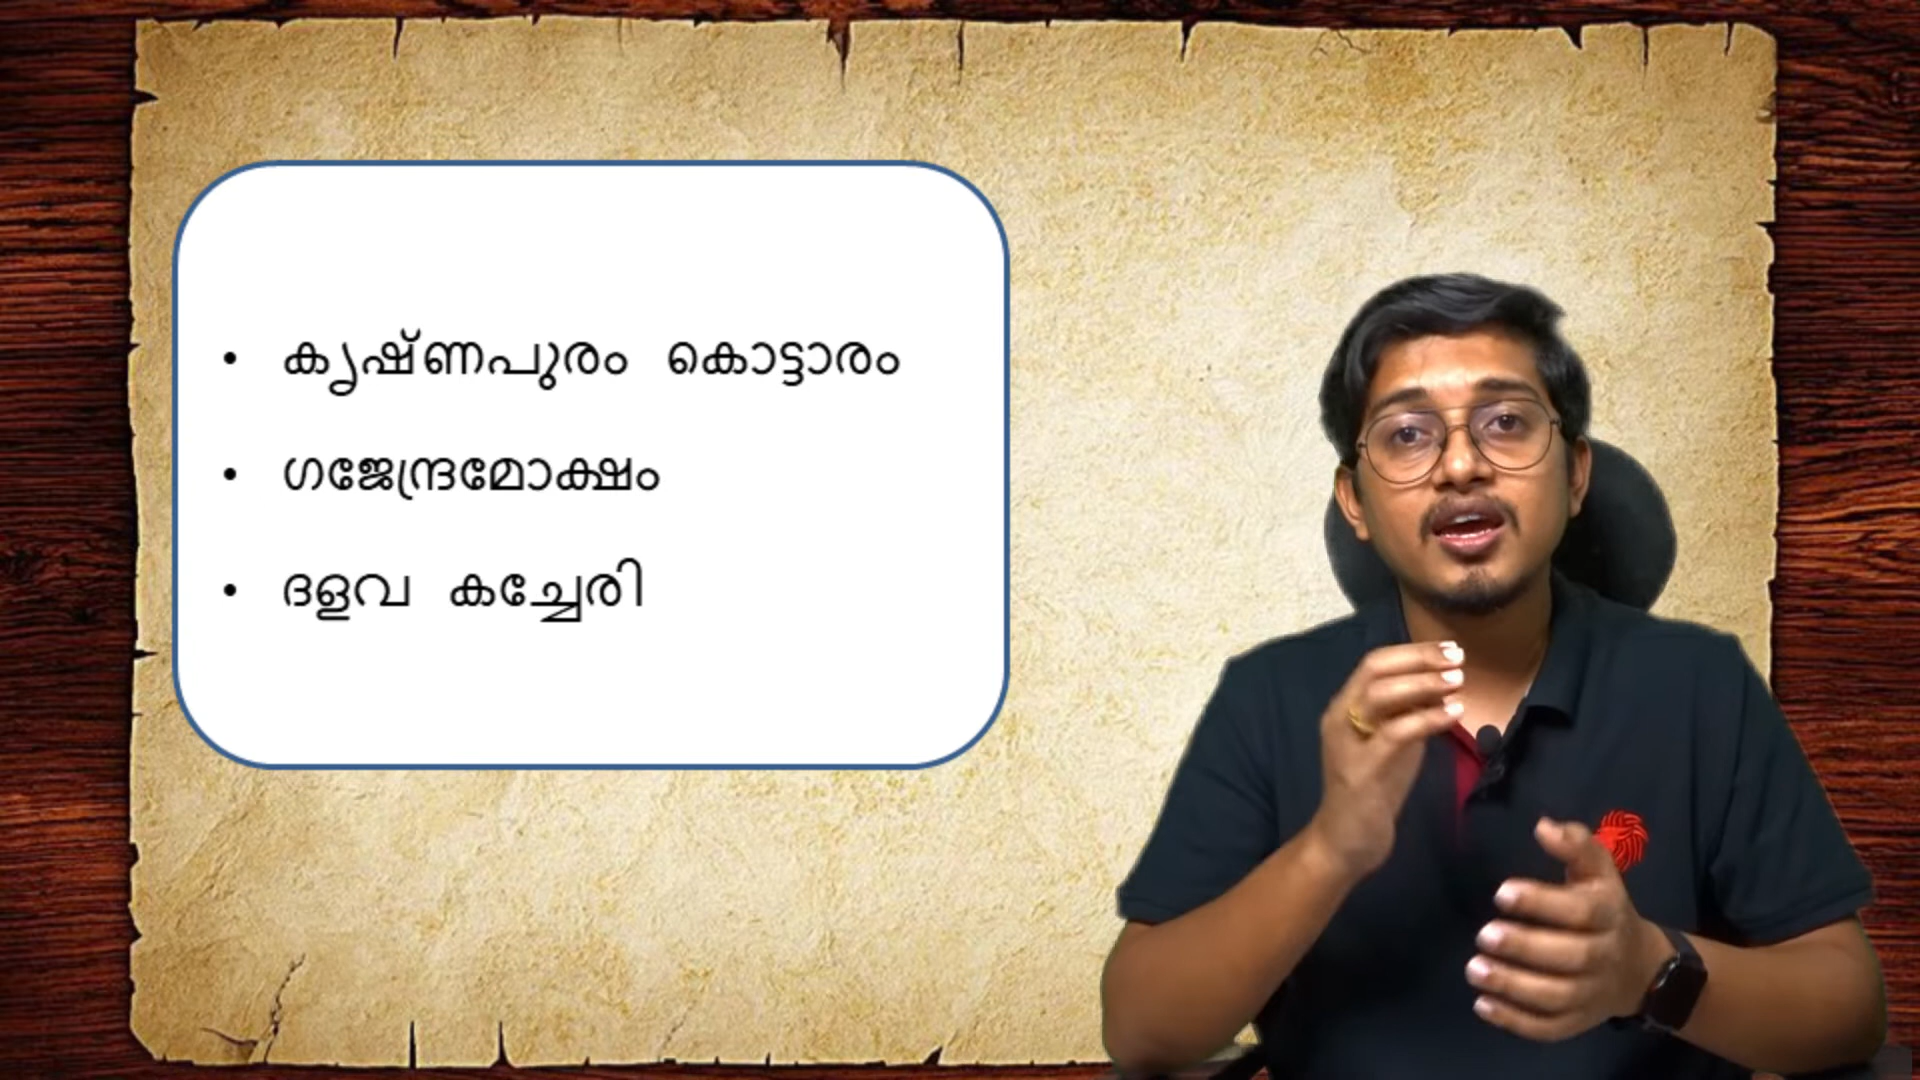 • കൃഷ്ണപുരം കൊട്ടാരം
• ഗജേന്ദ്രമോക്ഷം
• ദളവ കച്ചേരി